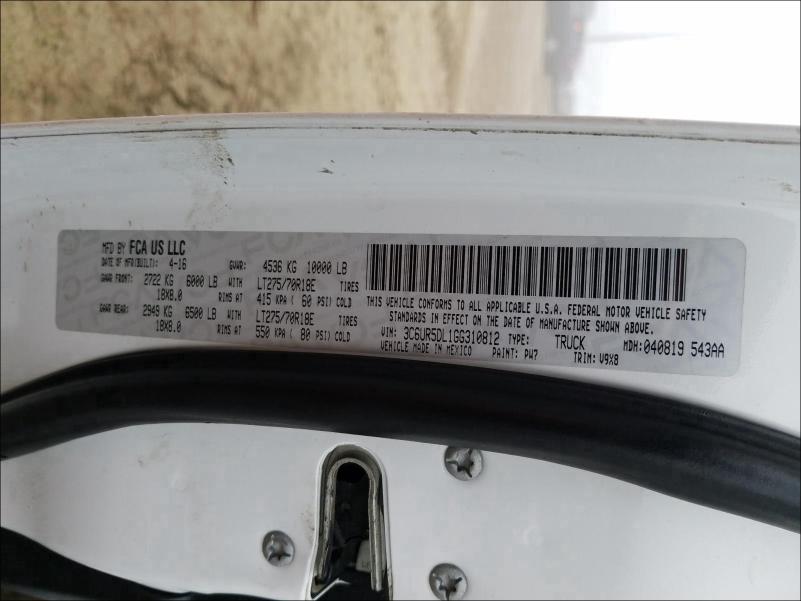 MFD BY FCA US LLC
DATE OF MFR(BUILT): 4-16 GVWR: 4536 KG 10000 LB
GAWR FRONT: 2722 KG 6000 LB WITH LT275/70R18E TIRES
18X8.0 RIMS AT 415 KPA ( 60 PSI) COLD
GAWR REAR: 2949 KG 6500 LB WITH LT275/70R18E TIRES
18X8.0 RIMS AT 550 KPA ( 80 PSI) COLD
THIS VEHICLE CONFORMS TO ALL APPLICABLE U.S.A. FEDERAL MOTOR VEHICLE SAFETY
STANDARDS IN EFFECT ON THE DATE OF MANUFACTURE SHOWN ABOVE.
VIN: 3C6UR5DL1GG310812 TYPE: TRUCK MDH: 040819 543AA
VEHICLE MADE IN MEXICO PAINT: PW7 TRIM: V9X8